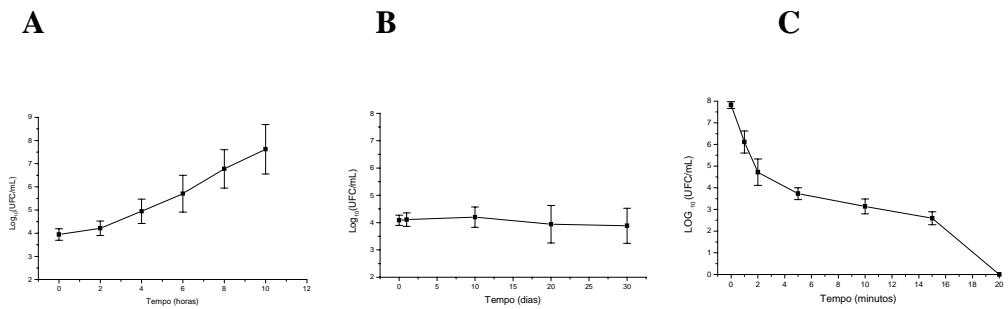 A
B
C
Log₁₀(UFC/mL)
9
8
7
6
5
4
3
2
0 2 4 6 8 10 12
Tempo (horas)
Log₁₀(UFC/mL)
8
7
6
5
4
3
2
0 5 10 15 20 25 30
Tempo (dias)
LOG ₁₀ (UFC/mL)
8
7
6
5
4
3
2
1
0
0 2 4 6 8 10 12 14 16 18 20
Tempo (minutos)